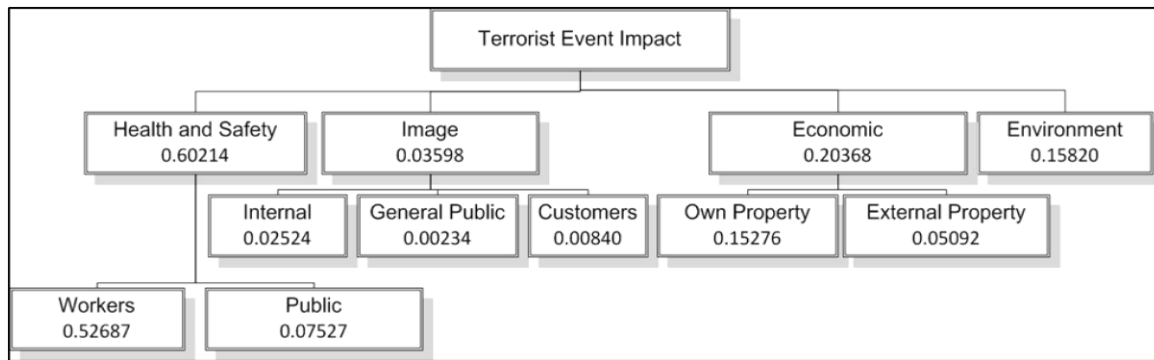 Terrorist Event Impact
Health and Safety
0.60214
Image
0.03598
Economic
0.20368
Environment
0.15820
Internal
0.02524
General Public
0.00234
Customers
0.00840
Own Property
0.15276
External Property
0.05092
Workers
0.52687
Public
0.07527